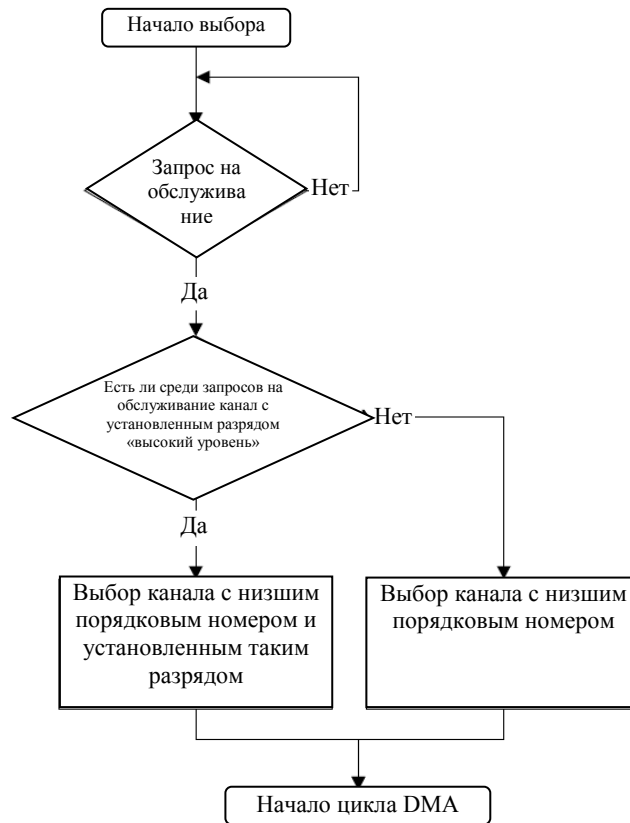 Начало выбора
Запрос на
обслужива
ние
Нет
Да
Есть ли среди запросов на
обслуживание канал с
установленным разрядом
«высокий уровень»
Нет
Да
Выбор канала с низшим
порядковым номером и
установленным таким
разрядом
Выбор канала с низшим
порядковым номером
Начало цикла DMA